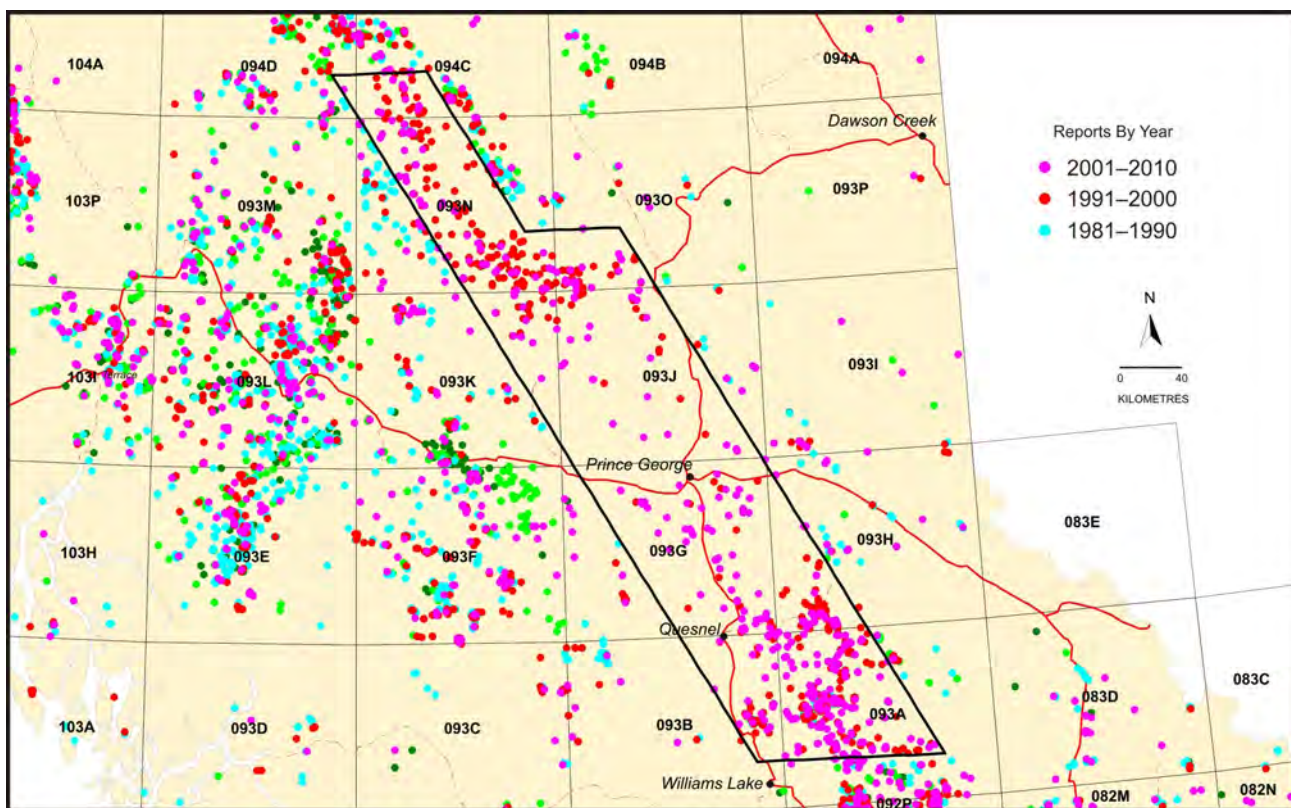 104A
094D
094C
094B
094A
Dawson Creek
Reports By Year
2001–2010
1991–2000
1981–1990
103P
093M
093N
093O
093P
N
0 40
KILOMETRES
103I
Terrace
093L
093K
093J
093I
Prince George
103H
093E
093F
093G
093H
083E
Quesnel
103A
093D
093C
093B
093A
083D
083C
Williams Lake
092P
082M
082N